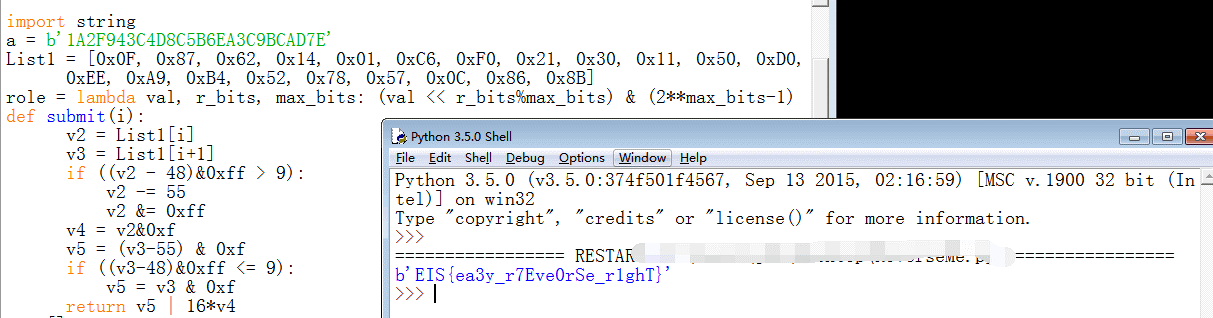 import string
a = b'1A2F943C4D8C5B6EA3C9BCAD7E'
List1 = [0x0F, 0x87, 0x62, 0x14, 0x01, 0xC6, 0xF0, 0x21, 0x30, 0x11, 0x50, 0xD0,
0xEE, 0xA9, 0xB4, 0x52, 0x78, 0x57, 0x0C, 0x86, 0x8B]
role = lambda val, r_bits, max_bits: (val << r_bits%max_bits) & (2**max_bits-1)
def submit(i):
v2 = List1[i]
v3 = List1[i+1]
if ((v2 - 48)&0xff > 9):
v2 -= 55
v2 &= 0xff
v4 = v2&0xf
v5 = (v3-55) & 0xf
if ((v3-48)&0xff <= 9):
v5 = v3 & 0xf
return v5 | 16*v4
Python 3.5.0 Shell
File Edit Shell Debug Options Window Help
Python 3.5.0 (v3.5.0:374f501f4567, Sep 13 2015, 02:16:59) [MSC v.1900 32 bit (In
tel)] on win32
Type "copyright", "credits" or "license()" for more information.
>>>
================= RESTAR ================
b'EIS{ea3y_r7Eve0rSe_r1ghT}'
>>>